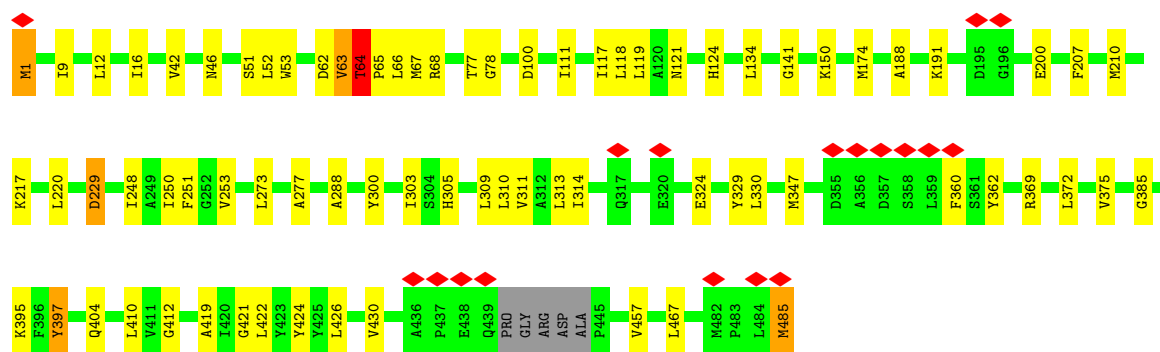 M1 I9 L12 I16 V42 N46 S51 L52 W53 D62 V63 T64 P65 L66 M67 R68 T77 G78 D100 I111 I117 L118 L119 A120 N121 H124 L134 G141 K150 M174 A188 K191 D195 G196 E200 F207 M210
K217 L220 D229 I248 A249 I250 F251 G252 V253 L273 A277 A288 Y300 I303 S304 H305 L309 L310 V311 A312 L313 I314 Q317 E320 E324 Y329 L330 M347 D355 A356 D357 S358 L359 F360 S361 Y362 R369 L372 V375 G385
K395 F396 Y397 Q404 L410 V411 G412 A419 I420 G421 L422 Y423 Y424 Y425 L426 V430 A436 P437 E438 Q439 PRO GLY ARG ASP ALA P445 V457 L467 M482 P483 L484 M485